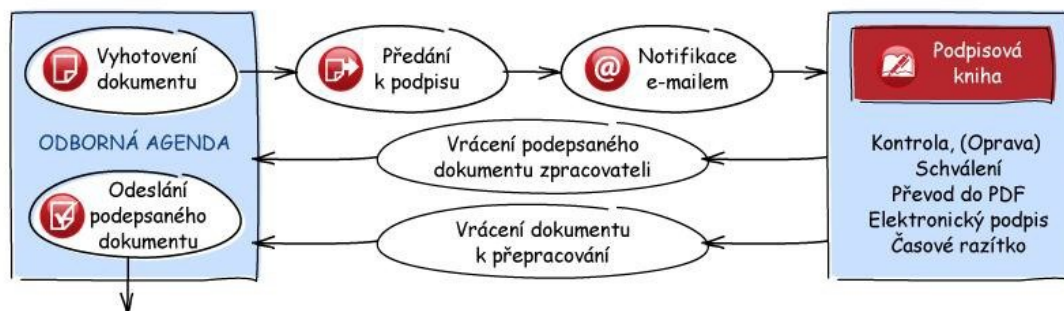 Vyhotovení
dokumentu
Předání
k podpisu
Notifikace
e-mailem
Podpisová
kniha
ODBORNÁ AGENDA
Vrácení podepsaného
dokumentu zpracovateli
Kontrola, (Oprava)
Schválení
Převod do PDF
Elektronický podpis
Časové razítko
Odeslání
podepsaného
dokumentu
Vrácení dokumentu
k přepracování